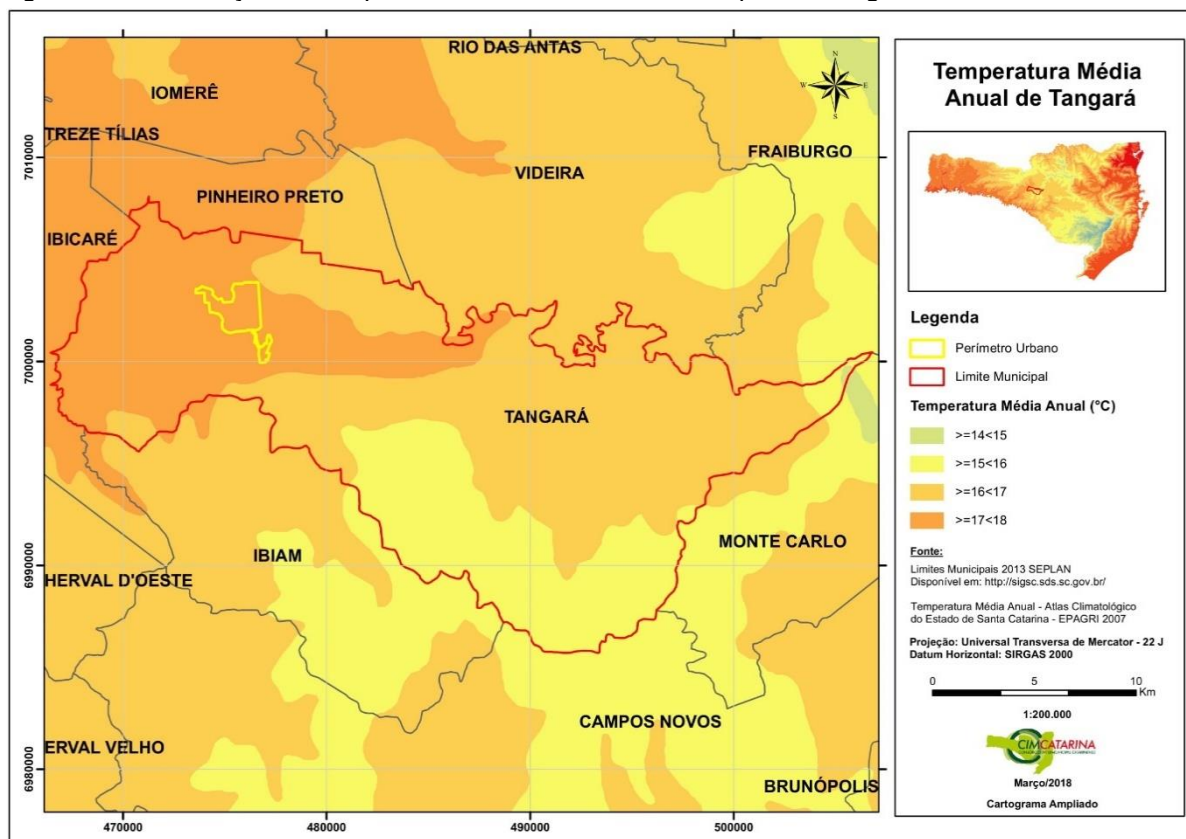 RIO DAS ANTAS
IOMERÊ
TREZE TÍLIAS
FRAIBURGO
VIDEIRA
PINHEIRO PRETO
IBICARÉ
TANGARÁ
MONTE CARLO
IBIAM
HERVAL D'OESTE
CAMPOS NOVOS
ERVAL VELHO
BRUNÓPOLIS
N
W
E
S
7010000
7000000
6990000
6980000
470000
480000
490000
500000
Temperatura Média
Anual de Tangará
Legenda
Perímetro Urbano
Limite Municipal
Temperatura Média Anual (°C)
>=14<15
>=15<16
>=16<17
>=17<18
Fonte:
Limites Municipais 2013 SEPLAN
Disponível em: http://sigsc.sds.sc.gov.br/
Temperatura Média Anual - Atlas Climatológico
do Estado de Santa Catarina - EPAGRI 2007
Projeção: Universal Transversa de Mercator - 22 J
Datum Horizontal: SIRGAS 2000
0 5 10
Km
1:200.000
CIMCATARINA
Março/2018
Cartograma Ampliado